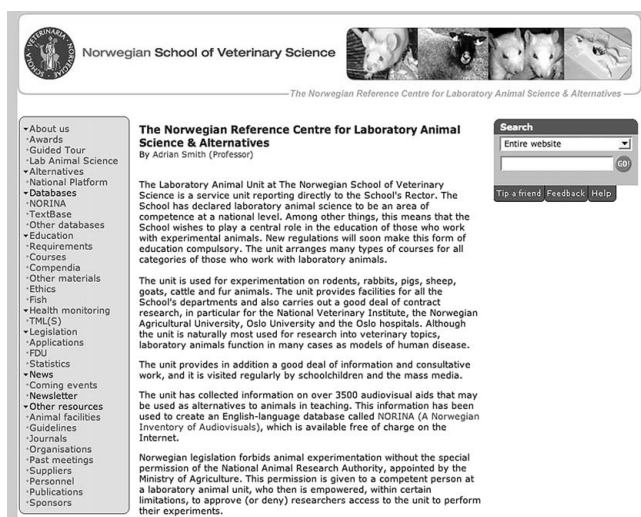 SCHOLA VETERINARIA NORVEGICAE
Norwegian School of Veterinary Science
The Norwegian Reference Centre for Laboratory Animal Science & Alternatives
About us
Awards
Guided Tour
Lab Animal Science
Alternatives
National Platform
Databases
NORINA
TextBase
Other databases
Education
Requirements
Courses
Compendia
Other materials
Ethics
Fish
Health monitoring
TML(S)
Legislation
Applications
FDU
Statistics
News
Coming events
Newsletter
Other resources
Animal facilities
Guidelines
Journals
Organisations
Past meetings
Suppliers
Personnel
Publications
Sponsors
The Norwegian Reference Centre for Laboratory Animal
Science & Alternatives
By Adrian Smith (Professor)
The Laboratory Animal Unit at The Norwegian School of Veterinary
Science is a service unit reporting directly to the School's Rector. The
School has declared laboratory animal science to be an area of
competence at a national level. Among other things, this means that the
School wishes to play a central role in the education of those who work
with experimental animals. New regulations will soon make this form of
education compulsory. The unit arranges many types of courses for all
categories of those who work with laboratory animals.
The unit is used for experimentation on rodents, rabbits, pigs, sheep,
goats, cattle and fur animals. The unit provides facilities for all the
School's departments and also carries out a good deal of contract
research, in particular for the National Veterinary Institute, the Norwegian
Agricultural University, Oslo University and the Oslo hospitals. Although
the unit is naturally most used for research into veterinary topics,
laboratory animals function in many cases as models of human disease.
The unit provides in addition a good deal of information and consultative
work, and it is visited regularly by schoolchildren and the mass media.
The unit has collected information on over 3500 audiovisual aids that may
be used as alternatives to animals in teaching. This information has been
used to create an English-language database called NORINA (A Norwegian
Inventory of Audiovisuals), which is available free of charge on the
Internet.
Norwegian legislation forbids animal experimentation without the special
permission of the National Animal Research Authority, appointed by the
Ministry of Agriculture. This permission is given to a competent person at
a laboratory animal unit, who then is empowered, within certain
limitations, to approve (or deny) researchers access to the unit to perform
their experiments.
Search
Entire website
GO!
Tip a friend Feedback Help